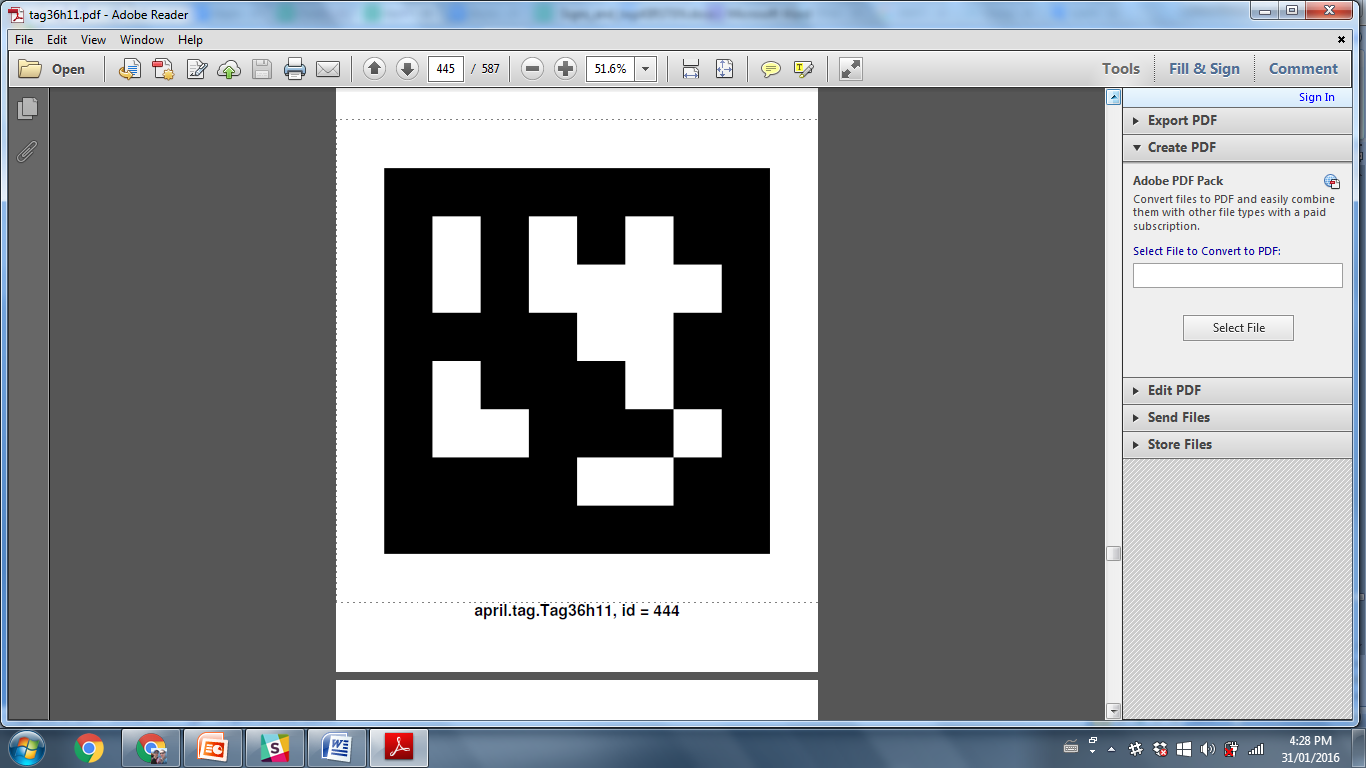 tag36h11.pdf - Adobe Reader
File Edit View Window Help
Open 445 / 587 51.6% Tools Fill & Sign Comment
Sign In
Export PDF
Create PDF
Adobe PDF Pack
Convert files to PDF and easily combine
them with other file types with a paid
subscription.
Select File to Convert to PDF:
Select File
Edit PDF
Send Files
Store Files
april.tag.Tag36h11, id = 444
4:28 PM
31/01/2016